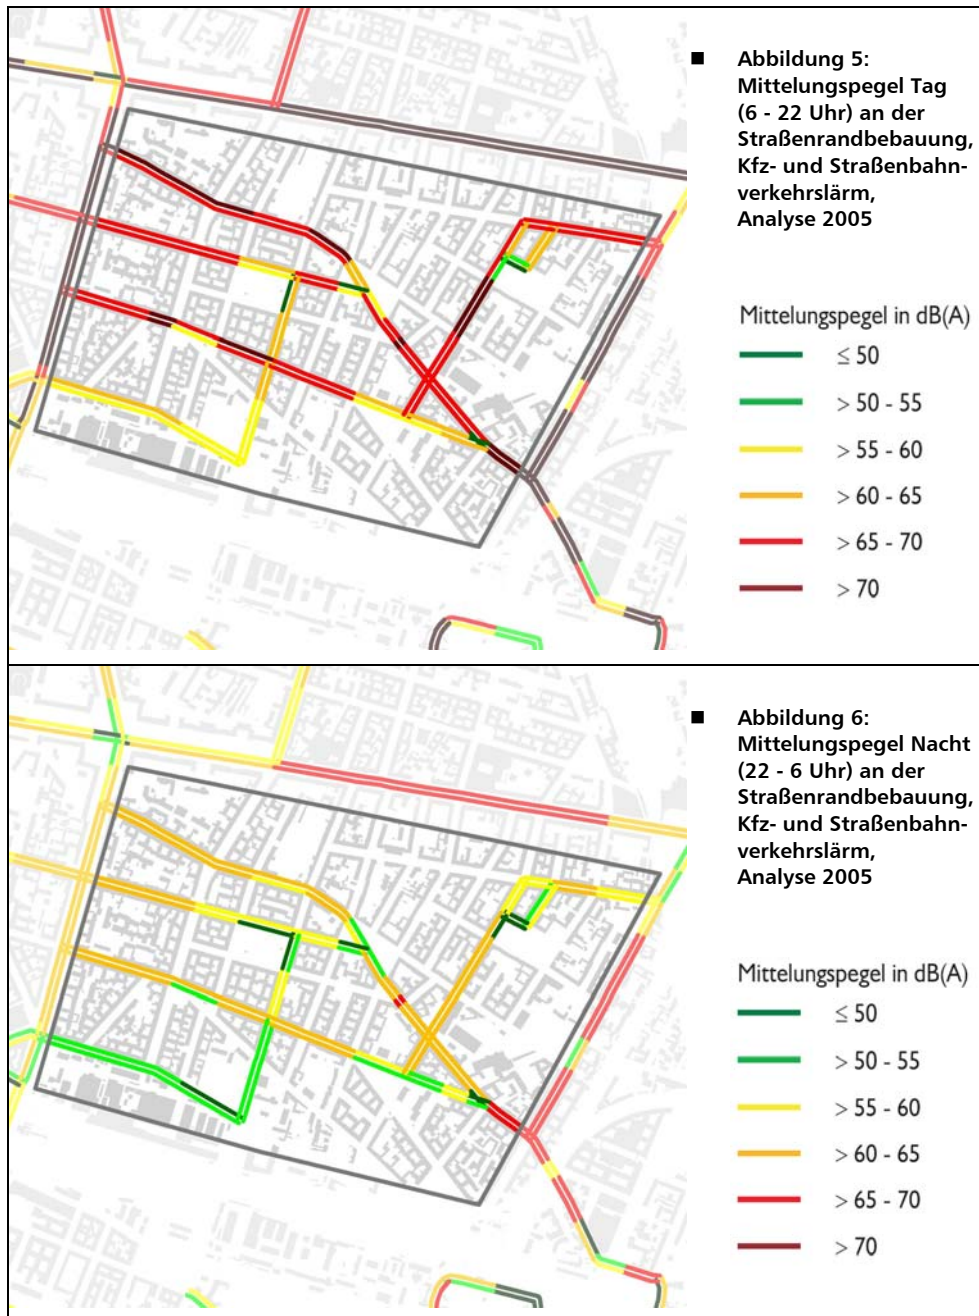 ■ Abbildung 5:
Mittelungspegel Tag
(6 - 22 Uhr) an der
Straßenrandbebauung,
Kfz- und Straßenbahn-
verkehrslärm,
Analyse 2005
Mittelungspegel in dB(A)
≤ 50
> 50 - 55
> 55 - 60
> 60 - 65
> 65 - 70
> 70
■ Abbildung 6:
Mittelungspegel Nacht
(22 - 6 Uhr) an der
Straßenrandbebauung,
Kfz- und Straßenbahn-
verkehrslärm,
Analyse 2005
Mittelungspegel in dB(A)
≤ 50
> 50 - 55
> 55 - 60
> 60 - 65
> 65 - 70
> 70